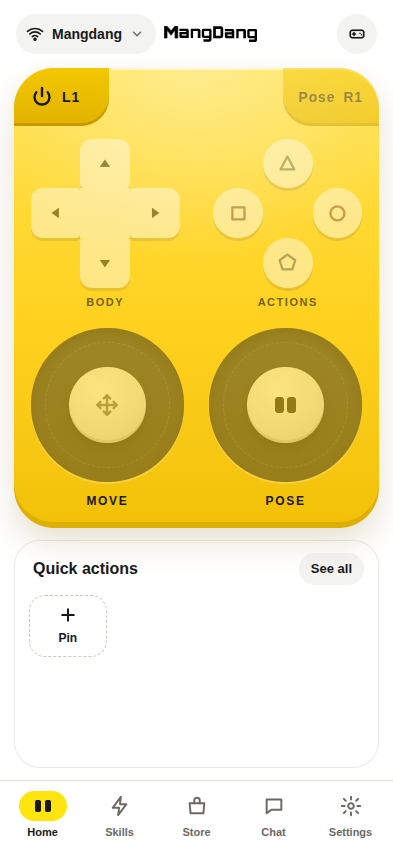 Mangdang
MangDang
L1
Pose R1
BODY
ACTIONS
MOVE
POSE
Quick actions
See all
Pin
Home
Skills
Store
Chat
Settings